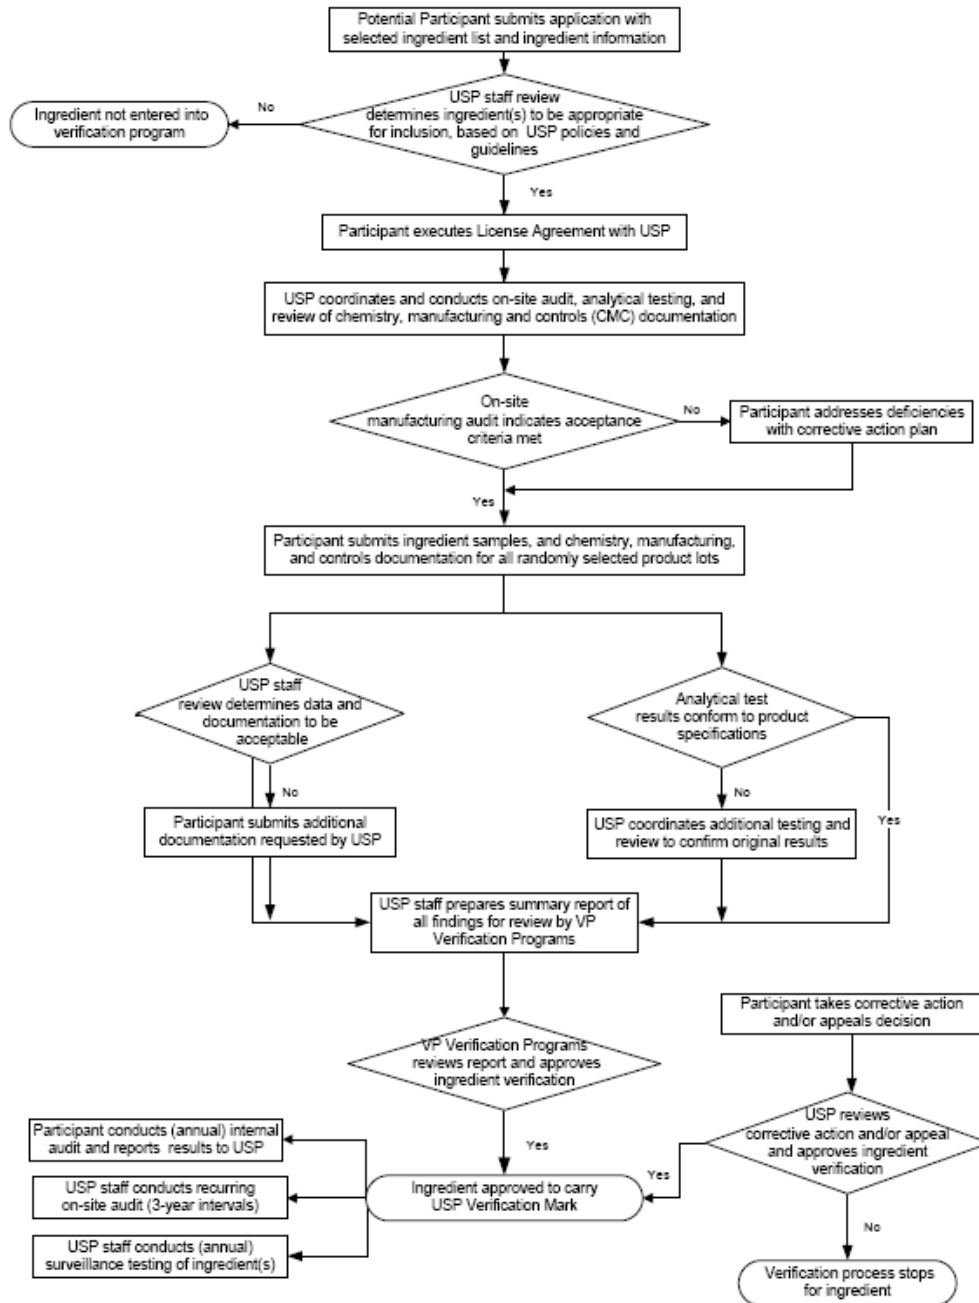 Potential Participant submits application with
selected ingredient list and ingredient information
USP staff review
determines ingredient(s) to be appropriate
for inclusion, based on USP policies and
guidelines
No
Ingredient not entered into
verification program
Yes
Participant executes License Agreement with USP
USP coordinates and conducts on-site audit, analytical testing, and
review of chemistry, manufacturing and controls (CMC) documentation
On-site
manufacturing audit indicates acceptance
criteria met
No
Participant addresses deficiencies
with corrective action plan
Yes
Participant submits ingredient samples, and chemistry, manufacturing,
and controls documentation for all randomly selected product lots
USP staff
review determines data and
documentation to be
acceptable
No
Participant submits additional
documentation requested by USP
Analytical test
results conform to product
specifications
No
Yes
USP coordinates additional testing and
review to confirm original results
USP staff prepares summary report of
all findings for review by VP
Verification Programs
VP Verification Programs
reviews report and approves
ingredient verification
Yes
Participant takes corrective action
and/or appeals decision
USP reviews
corrective action and/or appeal
and approves ingredient
verification
Yes
No
Ingredient approved to carry
USP Verification Mark
Participant conducts (annual) internal
audit and reports results to USP
USP staff conducts recurring
on-site audit (3-year intervals)
USP staff conducts (annual)
surveillance testing of ingredient(s)
Verification process stops
for ingredient